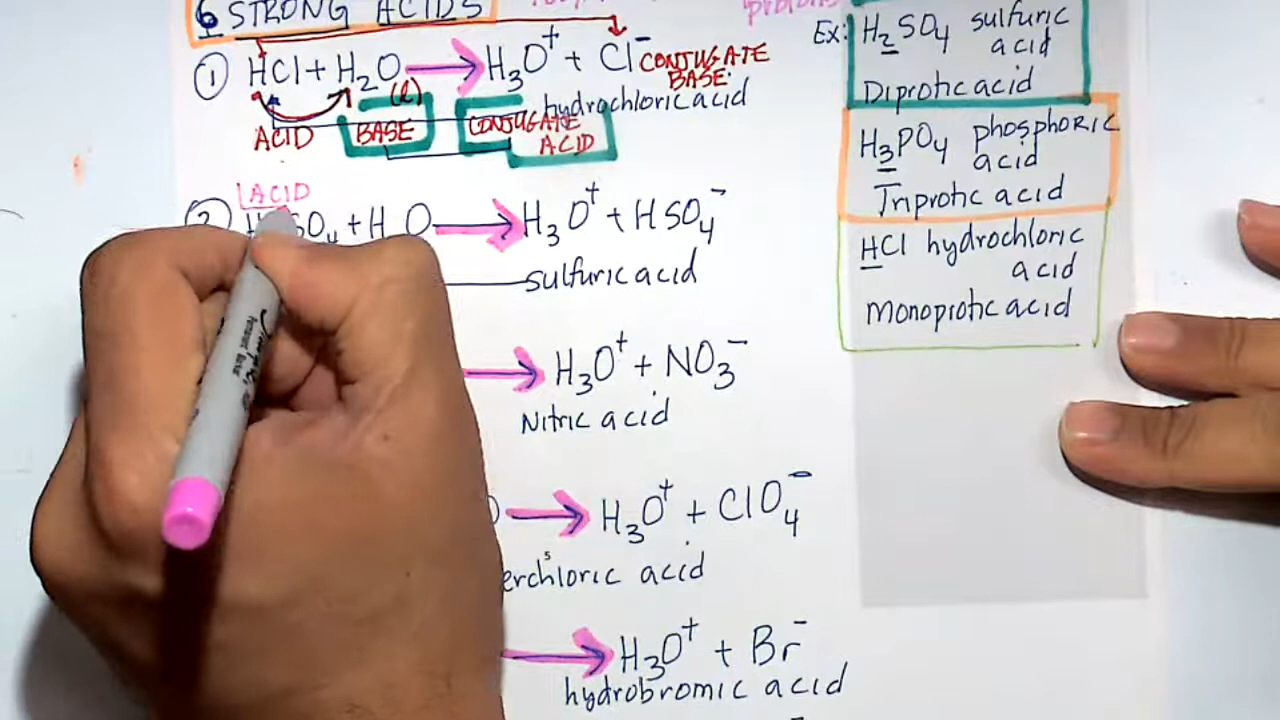 6 STRONG ACIDS
protons
① HCl + H2O → H3O+ + Cl− CONJUGATE
BASE
(l)
hydrochloric acid
ACID BASE CONJUGATE
ACID
ACID
+ H O → H3O+ + HSO4−
sulfuric acid
→ H3O+ + NO3−
Nitric acid
→ H3O+ + ClO4−
erchloric acid
→ H3O+ + Br−
hydrobromic acid
Ex: H2SO4 sulfuric
acid
Diprotic acid
H3PO4 phosphoric
acid
Triprotic acid
HCl hydrochloric
acid
Monoprotic acid